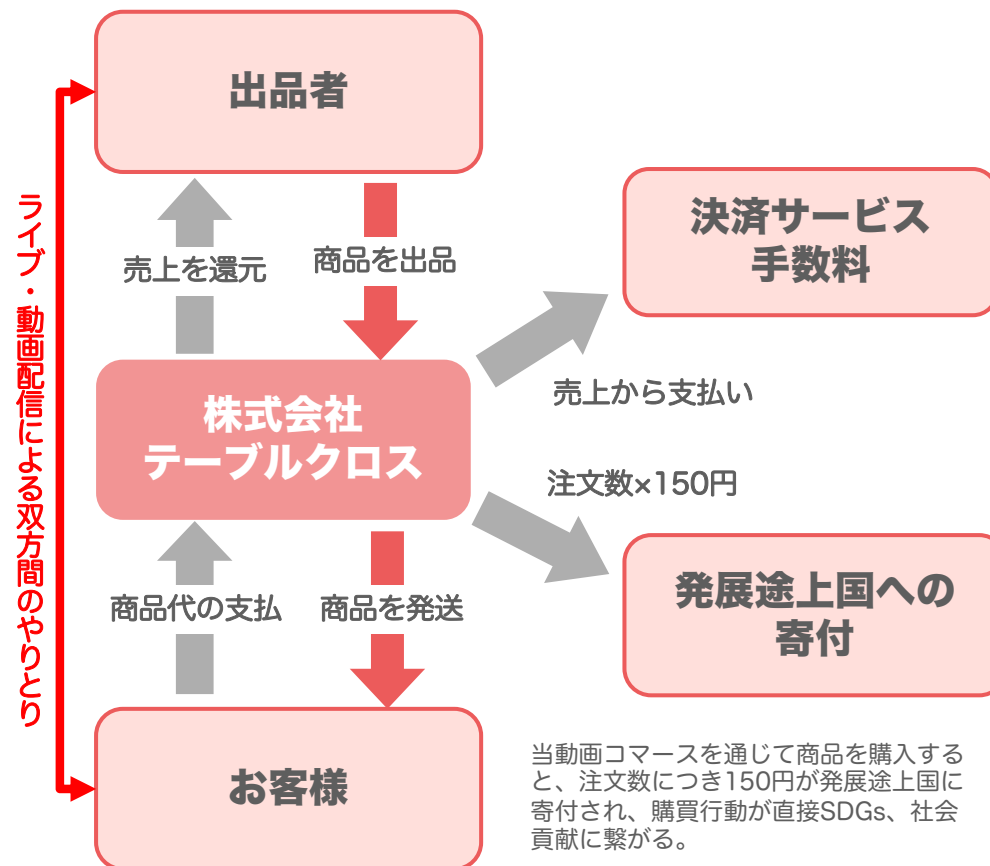 出品者
ライブ・動画配信による双方間のやりとり
売上を還元
商品を出品
決済サービス
手数料
売上から支払い
株式会社
テーブルクロス
注文数×150円
商品代の支払
商品を発送
発展途上国への
寄付
お客様
当動画コマースを通じて商品を購入する
と、注文数につき150円が発展途上国に
寄付され、購買行動が直接SDGs、社会
貢献に繋がる。